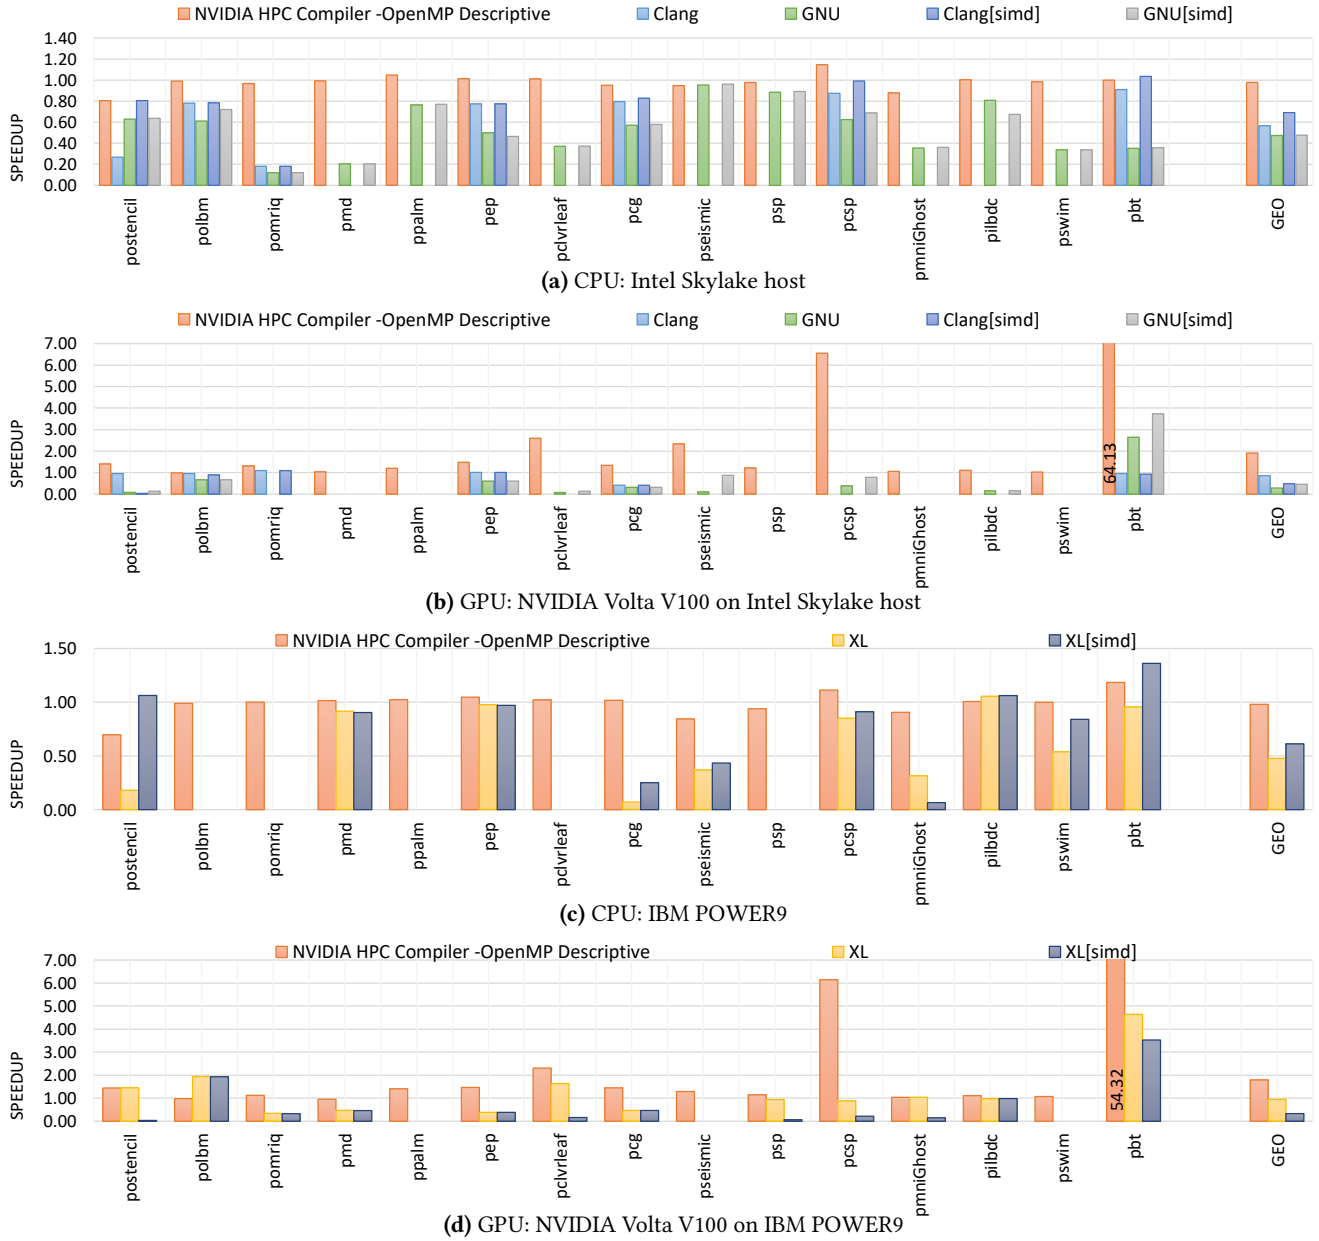 NVIDIA HPC Compiler -OpenMP Descriptive Clang GNU Clang[simd] GNU[simd]
SPEEDUP
1.40
1.20
1.00
0.80
0.60
0.40
0.20
0.00
postencil polbm pomriq pmd ppalm pep pclvrleaf pcg pseismic psp pcsp pmniGhost pilbdc pswim pbt GEO
(a) CPU: Intel Skylake host
NVIDIA HPC Compiler -OpenMP Descriptive Clang GNU Clang[simd] GNU[simd]
SPEEDUP
7.00
6.00
5.00
4.00
3.00
2.00
1.00
0.00
64.13
postencil polbm pomriq pmd ppalm pep pclvrleaf pcg pseismic psp pcsp pmniGhost pilbdc pswim pbt GEO
(b) GPU: NVIDIA Volta V100 on Intel Skylake host
NVIDIA HPC Compiler -OpenMP Descriptive XL XL[simd]
SPEEDUP
1.50
1.00
0.50
0.00
postencil polbm pomriq pmd ppalm pep pclvrleaf pcg pseismic psp pcsp pmniGhost pilbdc pswim pbt GEO
(c) CPU: IBM POWER9
NVIDIA HPC Compiler -OpenMP Descriptive XL XL[simd]
SPEEDUP
7.00
6.00
5.00
4.00
3.00
2.00
1.00
0.00
54.32
postencil polbm pomriq pmd ppalm pep pclvrleaf pcg pseismic psp pcsp pmniGhost pilbdc pswim pbt GEO
(d) GPU: NVIDIA Volta V100 on IBM POWER9